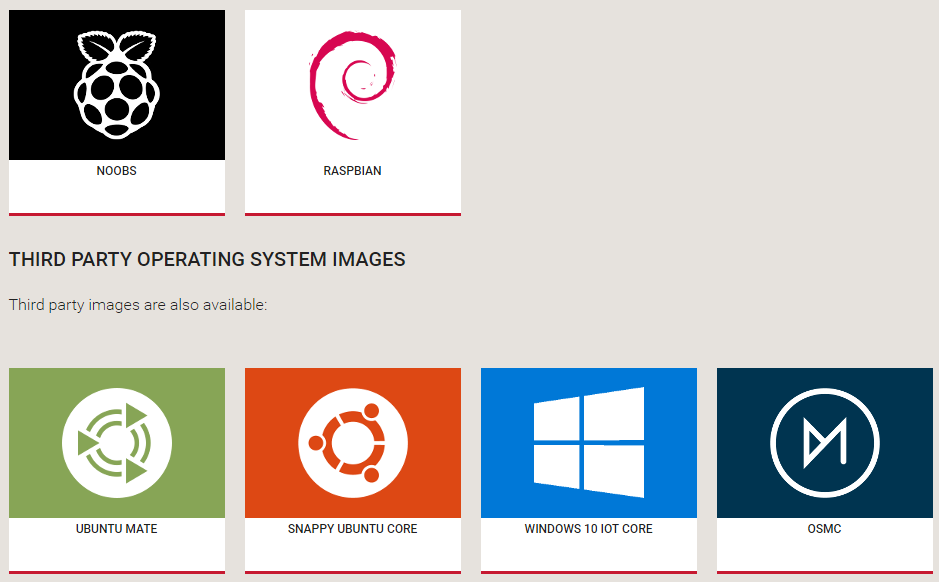 NOOBS
RASPBIAN
THIRD PARTY OPERATING SYSTEM IMAGES
Third party images are also available:
UBUNTU MATE
SNAPPY UBUNTU CORE
WINDOWS 10 IOT CORE
OSMC